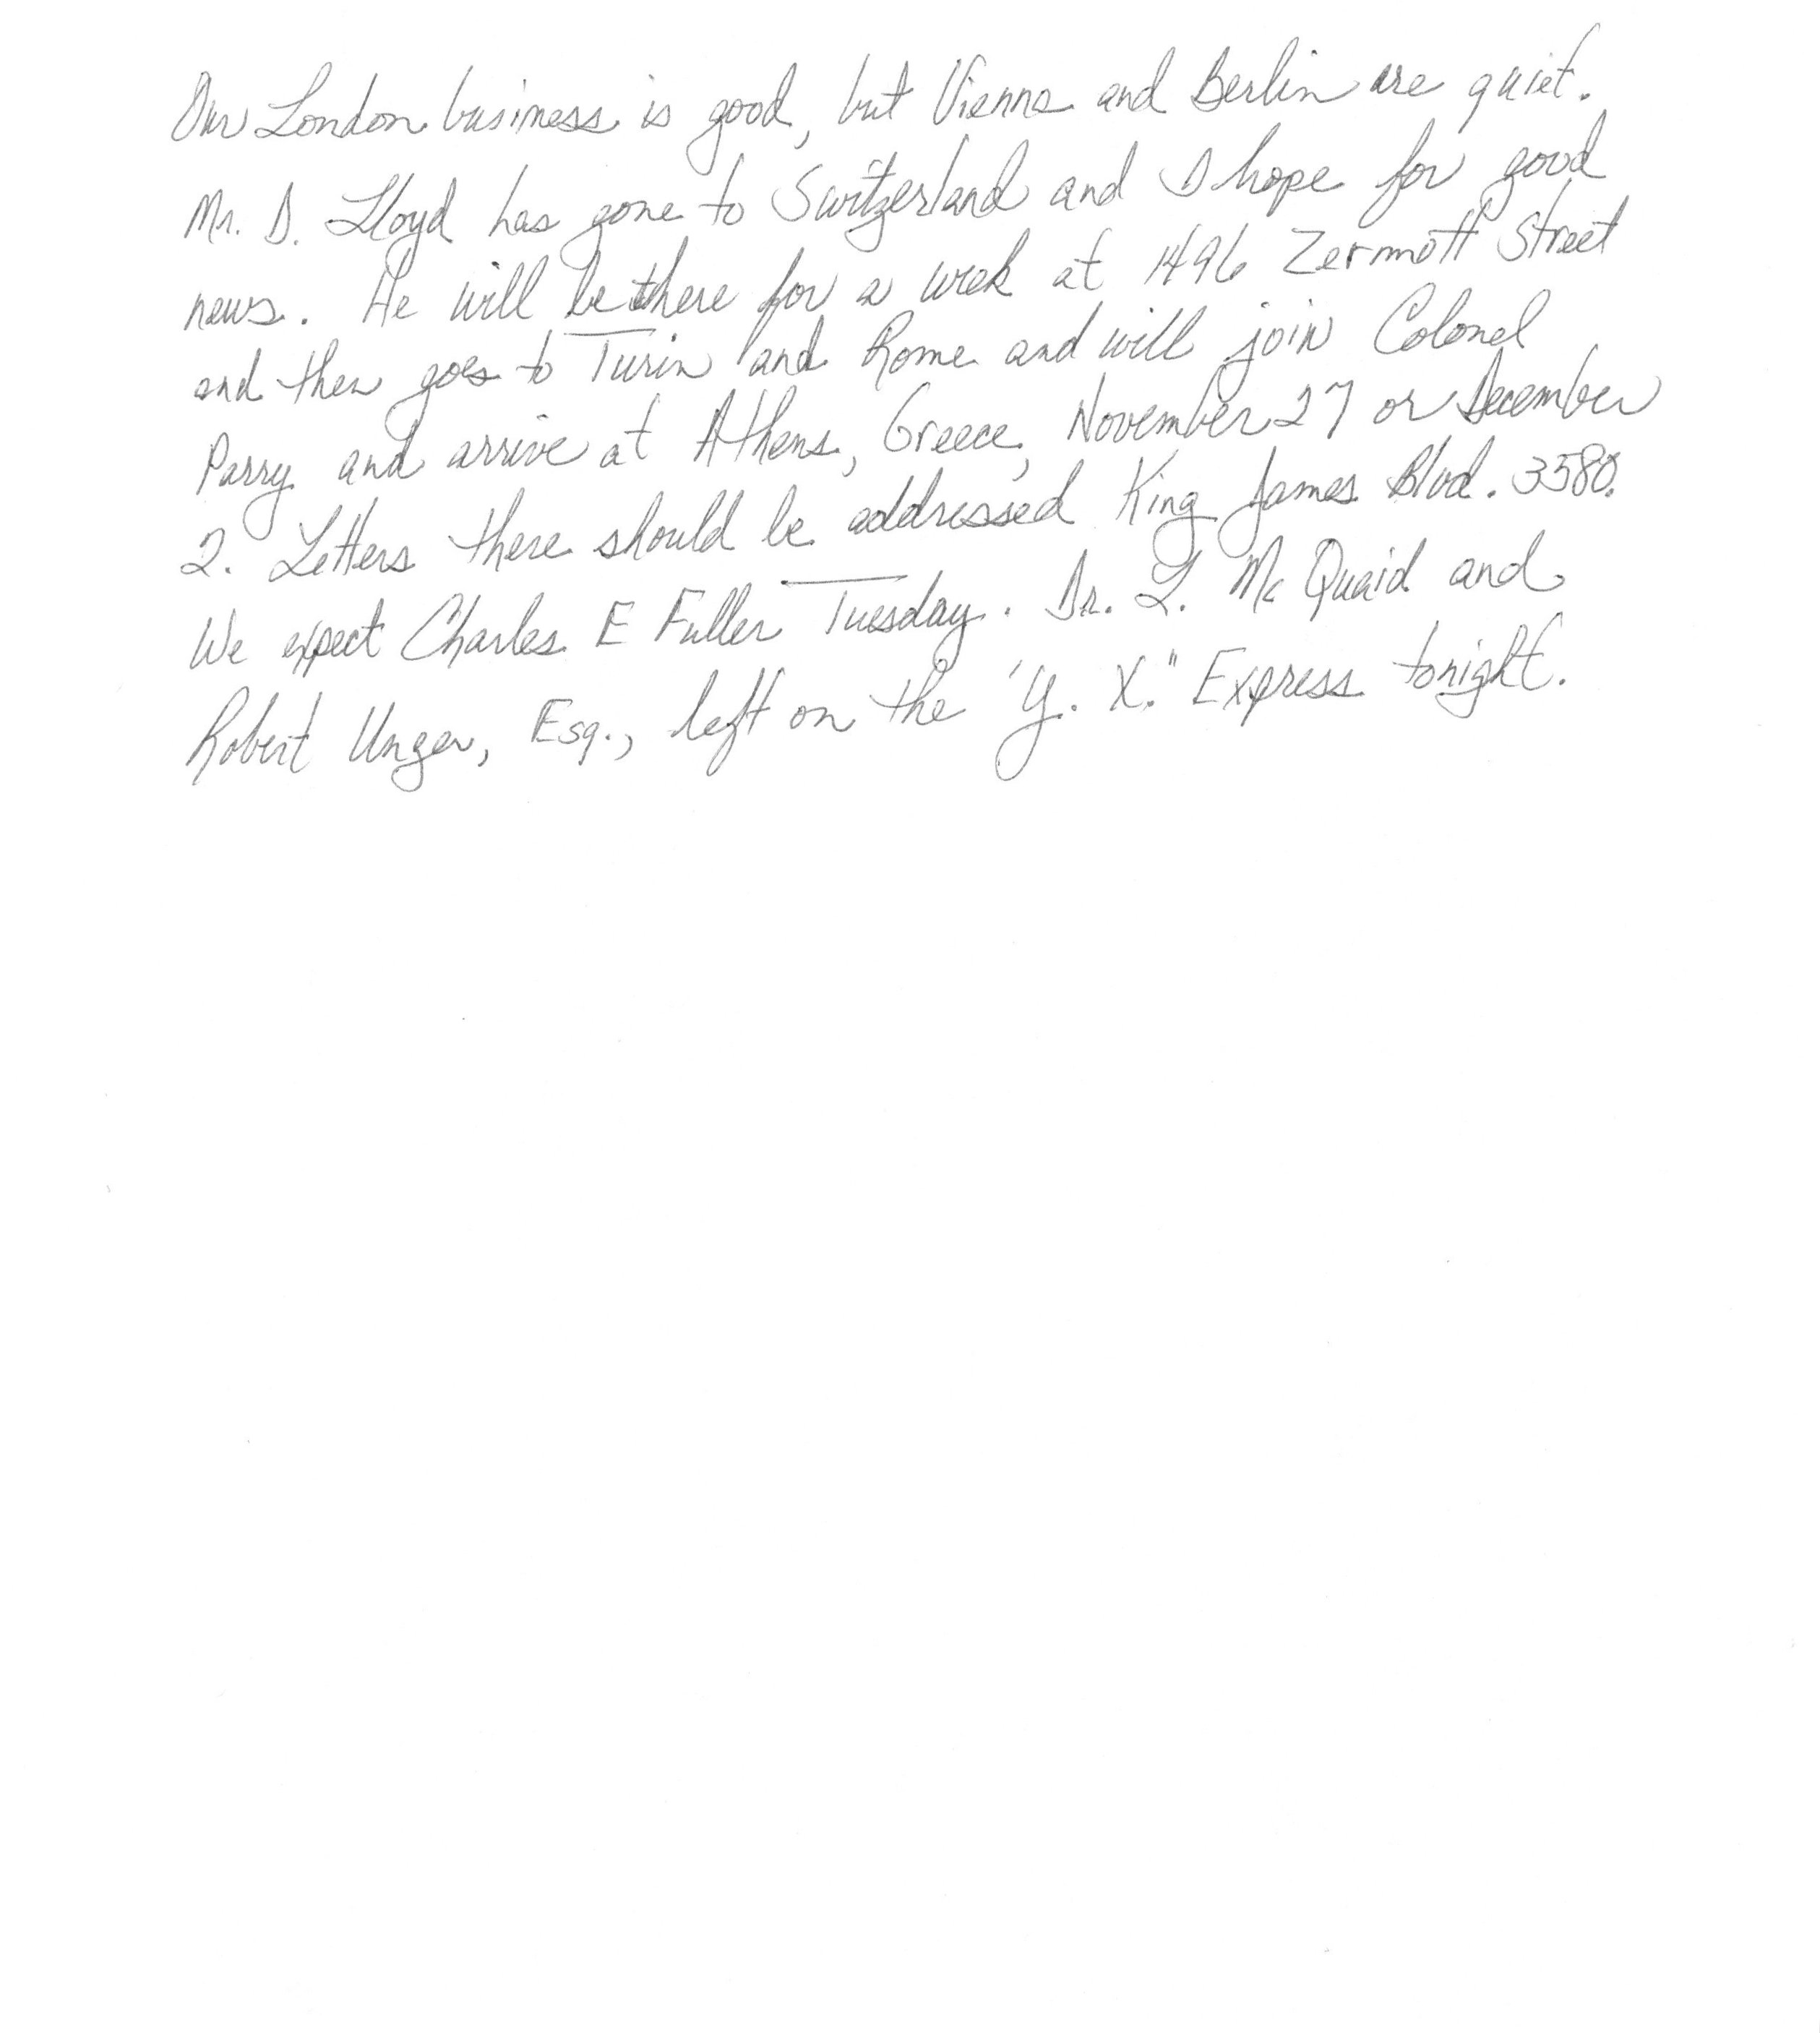 Our London business is good, but Vienna and Berlin are quiet.
Mr. D. Lloyd has gone to Switzerland and I hope for good
news. He will be there for a week at 1496 Zermott Street
and then goes to Turin and Rome and will join Colonel
Parry and arrive at Athens, Greece, November 27 or December
2. Letters there should be addressed King James Blvd. 3580.
We expect Charles E Fuller Tuesday. Dr. L. Mc Quaid and
Robert Unger, Esq., left on the "Y. X." Express tonight.